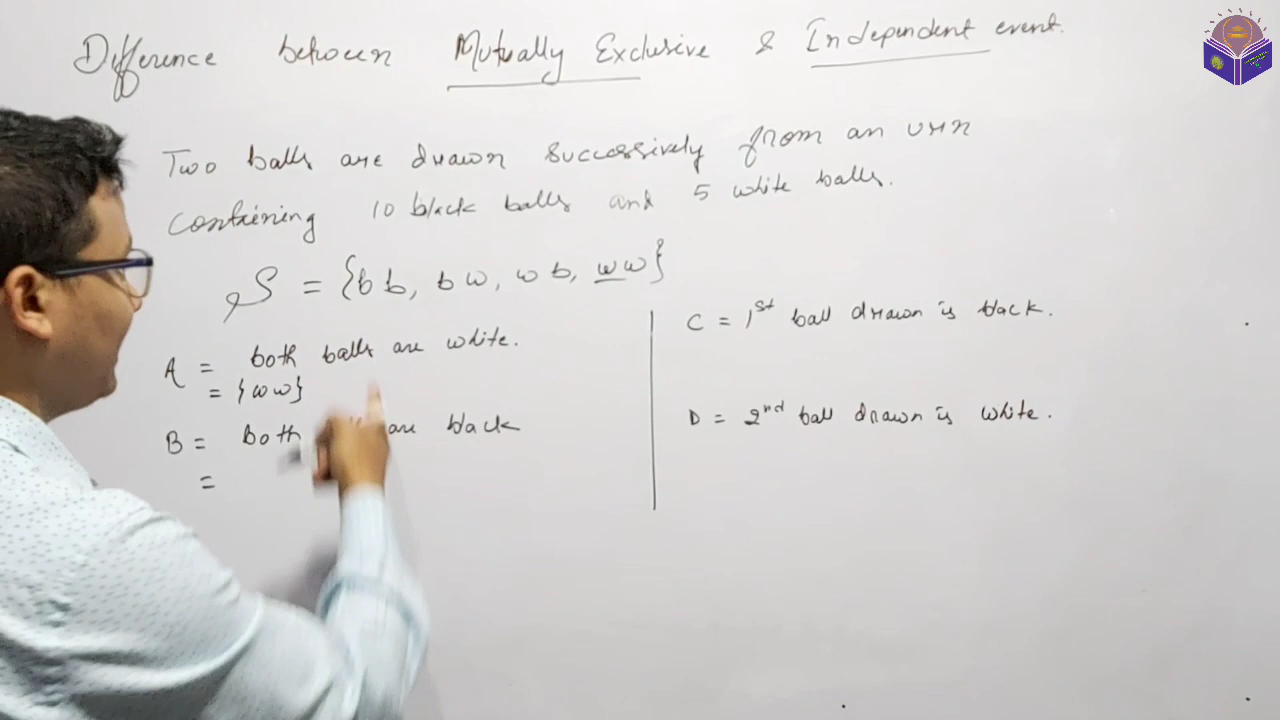 Difference between Mutually Exclusive & Independent event.
Two balls are drawn successively from an urn
containing 10 black balls and 5 white balls.
S = {bb, bw, wb, ww}
A = both balls are white.
= {ww}
B = both are black
=
C = 1st ball drawn is black.
D = 2nd ball drawn is white.